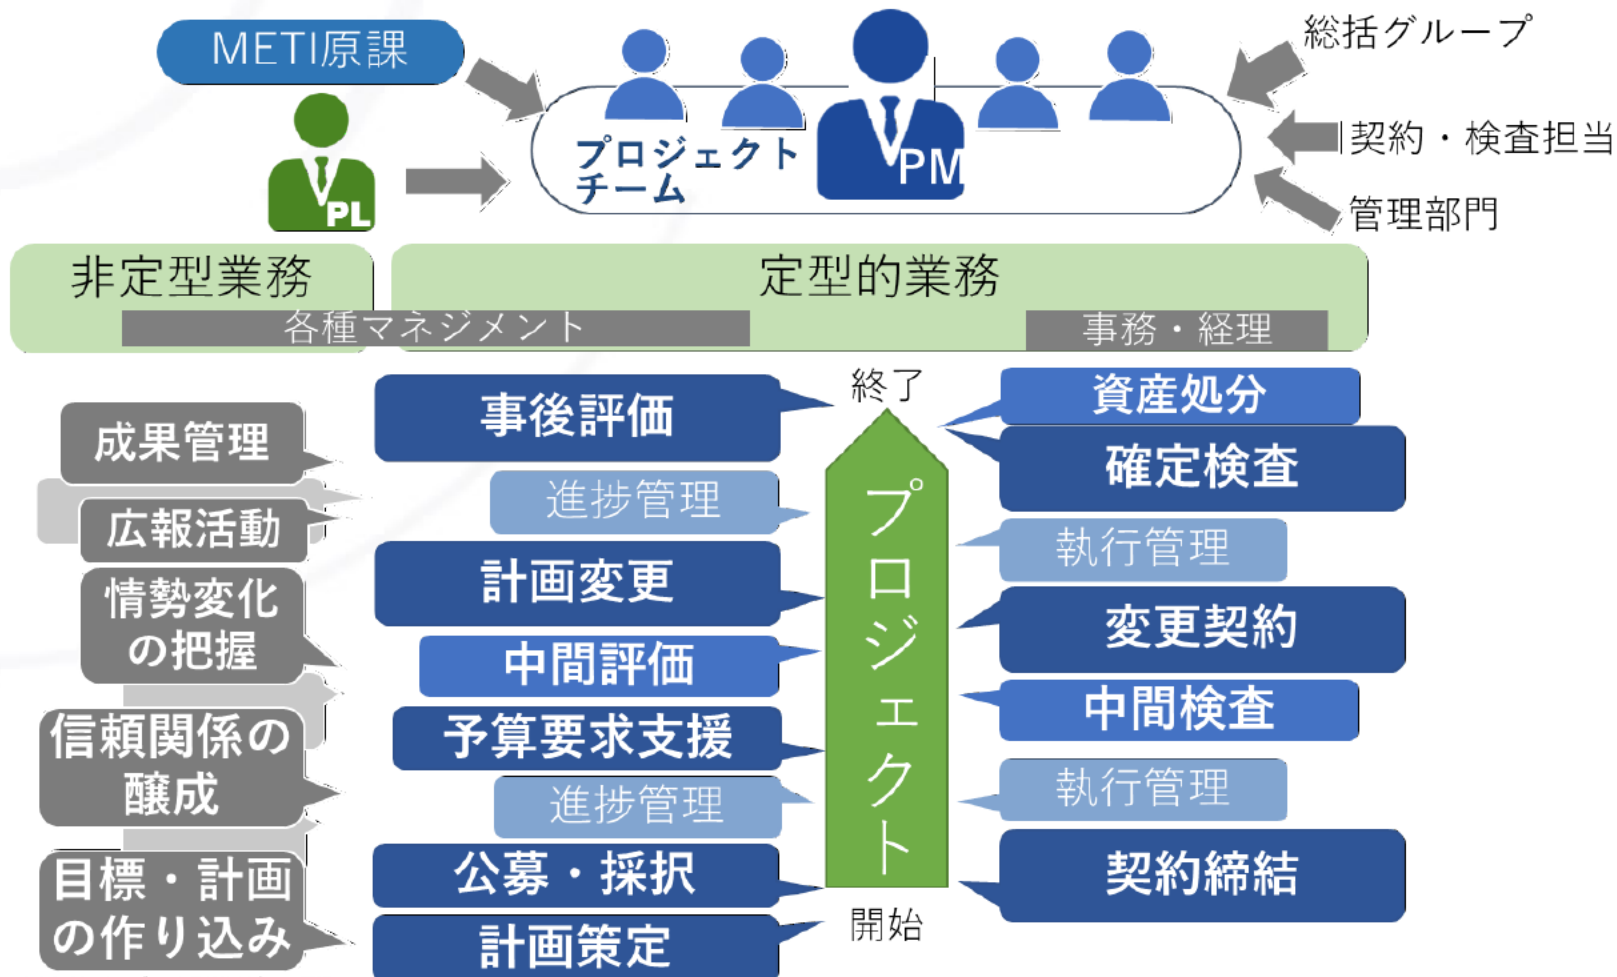 METI原課
総括グループ
契約・検査担当
管理部門
プロジェクト
チーム
PM
PL
非定型業務
定型的業務
各種マネジメント
事務・経理
終了
事後評価
資産処分
成果管理
確定検査
進捗管理
広報活動
執行管理
計画変更
情勢変化
の把握
変更契約
中間評価
中間検査
予算要求支援
信頼関係の
醸成
進捗管理
執行管理
公募・採択
契約締結
目標・計画
の作り込み
計画策定
プロジェクト
開始